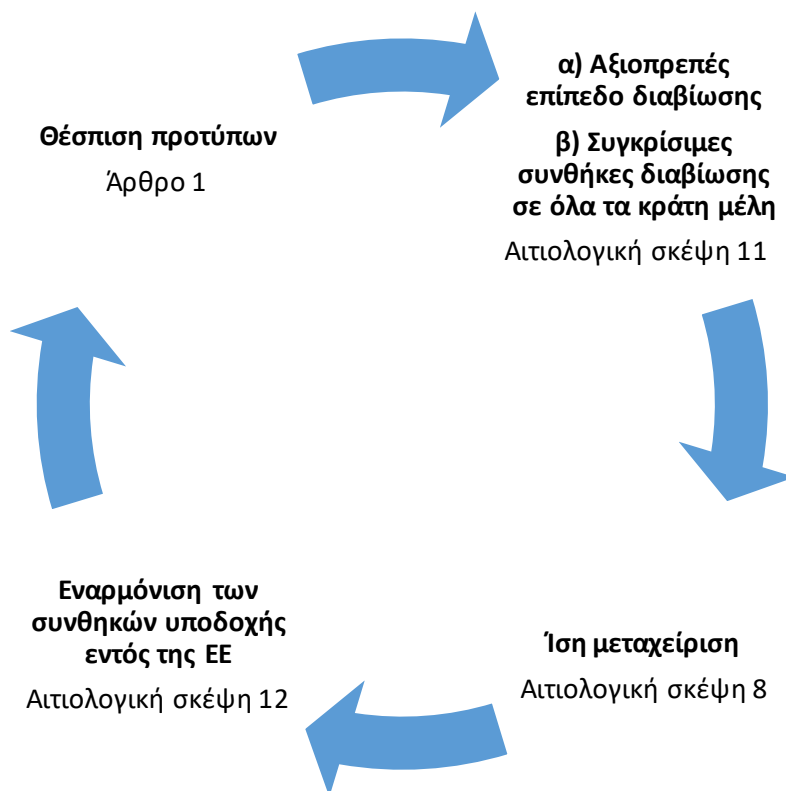 Θέσπιση προτύπων
Άρθρο 1
α) Αξιοπρεπές
επίπεδο διαβίωσης
β) Συγκρίσιμες
συνθήκες διαβίωσης
σε όλα τα κράτη μέλη
Αιτιολογική σκέψη 11
Ίση μεταχείριση
Αιτιολογική σκέψη 8
Εναρμόνιση των
συνθηκών υποδοχής
εντός της ΕΕ
Αιτιολογική σκέψη 12